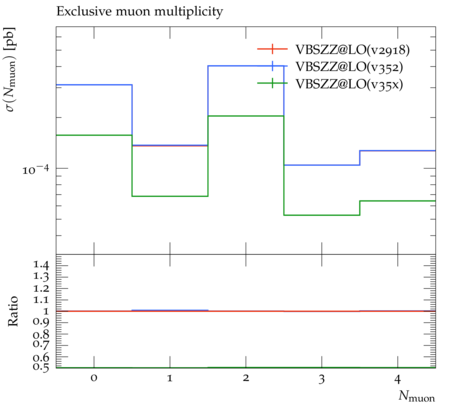 Exclusive muon multiplicity
σ(Nmuon) [pb]
VBSZZ@LO(v2918)
VBSZZ@LO(v352)
VBSZZ@LO(v35x)
10⁻⁴
Ratio
1.4
1.3
1.2
1.1
1
0.9
0.8
0.7
0.6
0.5
0 1 2 3 4
Nmuon